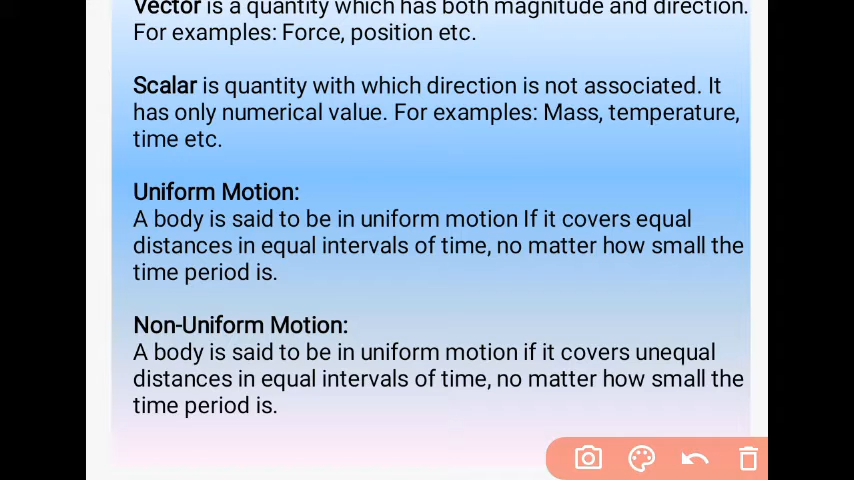 Vector is a quantity which has both magnitude and direction.
For examples: Force, position etc.
Scalar is quantity with which direction is not associated. It
has only numerical value. For examples: Mass, temperature,
time etc.
Uniform Motion:
A body is said to be in uniform motion If it covers equal
distances in equal intervals of time, no matter how small the
time period is.
Non-Uniform Motion:
A body is said to be in uniform motion if it covers unequal
distances in equal intervals of time, no matter how small the
time period is.